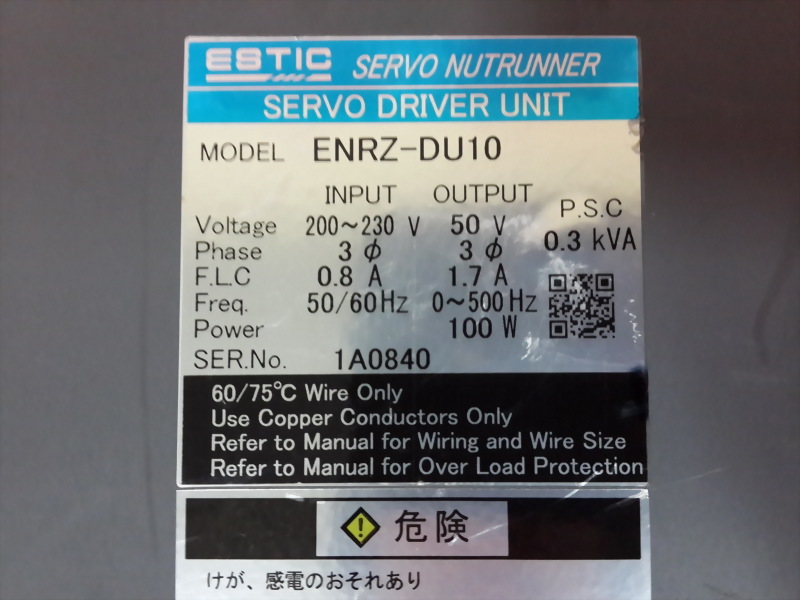 ESTIC SERVO NUTRUNNER
SERVO DRIVER UNIT
MODEL ENRZ-DU10
INPUT OUTPUT P.S.C
Voltage 200~230 V 50 V 0.3 kVA
Phase 3 φ 3 φ
F.L.C 0.8 A 1.7 A
Freq. 50/60Hz 0~500Hz
Power 100 W
SER.No. 1A0840
60/75℃ Wire Only
Use Copper Conductors Only
Refer to Manual for Wiring and Wire Size
Refer to Manual for Over Load Protection
危険
けが、感電のおそれあり